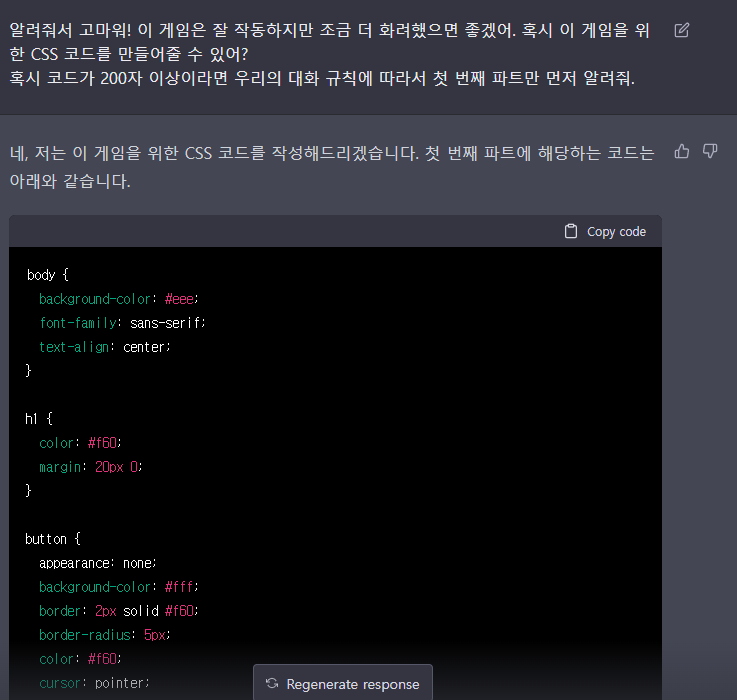 알려줘서 고마워! 이 게임은 잘 작동하지만 조금 더 화려했으면 좋겠어. 혹시 이 게임을 위
한 CSS 코드를 만들어줄 수 있어?
혹시 코드가 200자 이상이라면 우리의 대화 규칙에 따라서 첫 번째 파트만 먼저 알려줘.
네, 저는 이 게임을 위한 CSS 코드를 작성해드리겠습니다. 첫 번째 파트에 해당하는 코드는
아래와 같습니다.
Copy code
body {
background-color: #eee;
font-family: sans-serif;
text-align: center;
}
h1 {
color: #f60;
margin: 20px 0;
}
button {
appearance: none;
background-color: #fff;
border: 2px solid #f60;
border-radius: 5px;
color: #f60;
cursor: pointer;
Regenerate response